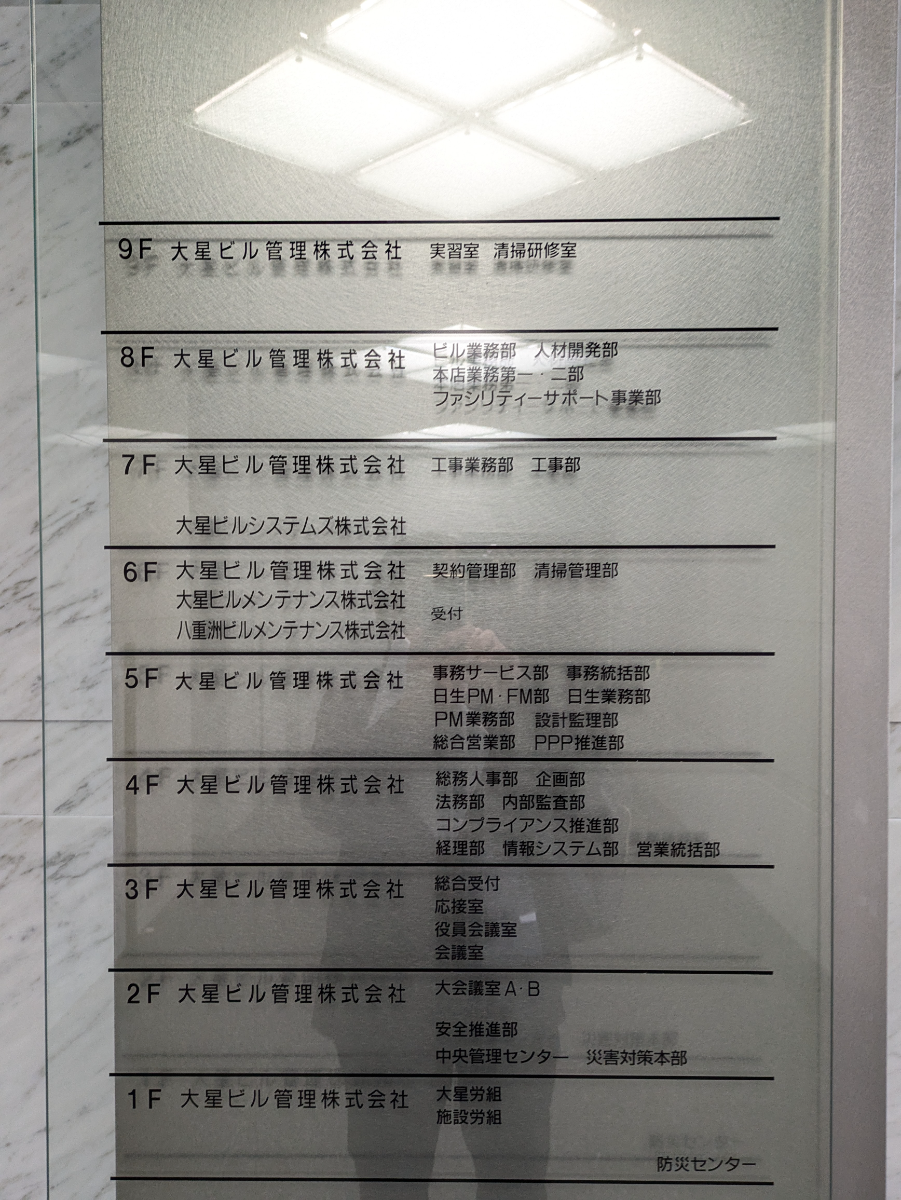 9F 大星ビル管理株式会社 実習室 清掃研修室
8F 大星ビル管理株式会社 ビル業務部 人材開発部
本店業務第一・二部
ファシリティーサポート事業部
7F 大星ビル管理株式会社 工事業務部 工事部
大星ビルシステムズ株式会社
6F 大星ビル管理株式会社 契約管理部 清掃管理部
大星ビルメンテナンス株式会社
受付
八重洲ビルメンテナンス株式会社
5F 大星ビル管理株式会社 事務サービス部 事務統括部
日生PM・FM部 日生業務部
PM業務部 設計監理部
総合営業部 PPP推進部
4F 大星ビル管理株式会社 総務人事部 企画部
法務部 内部監査部
コンプライアンス推進部
経理部 情報システム部 営業統括部
3F 大星ビル管理株式会社 総合受付
応接室
役員会議室
会議室
2F 大星ビル管理株式会社 大会議室A・B
安全推進部
中央管理センター 災害対策本部
1F 大星ビル管理株式会社 大星労組
施設労組
防災センター